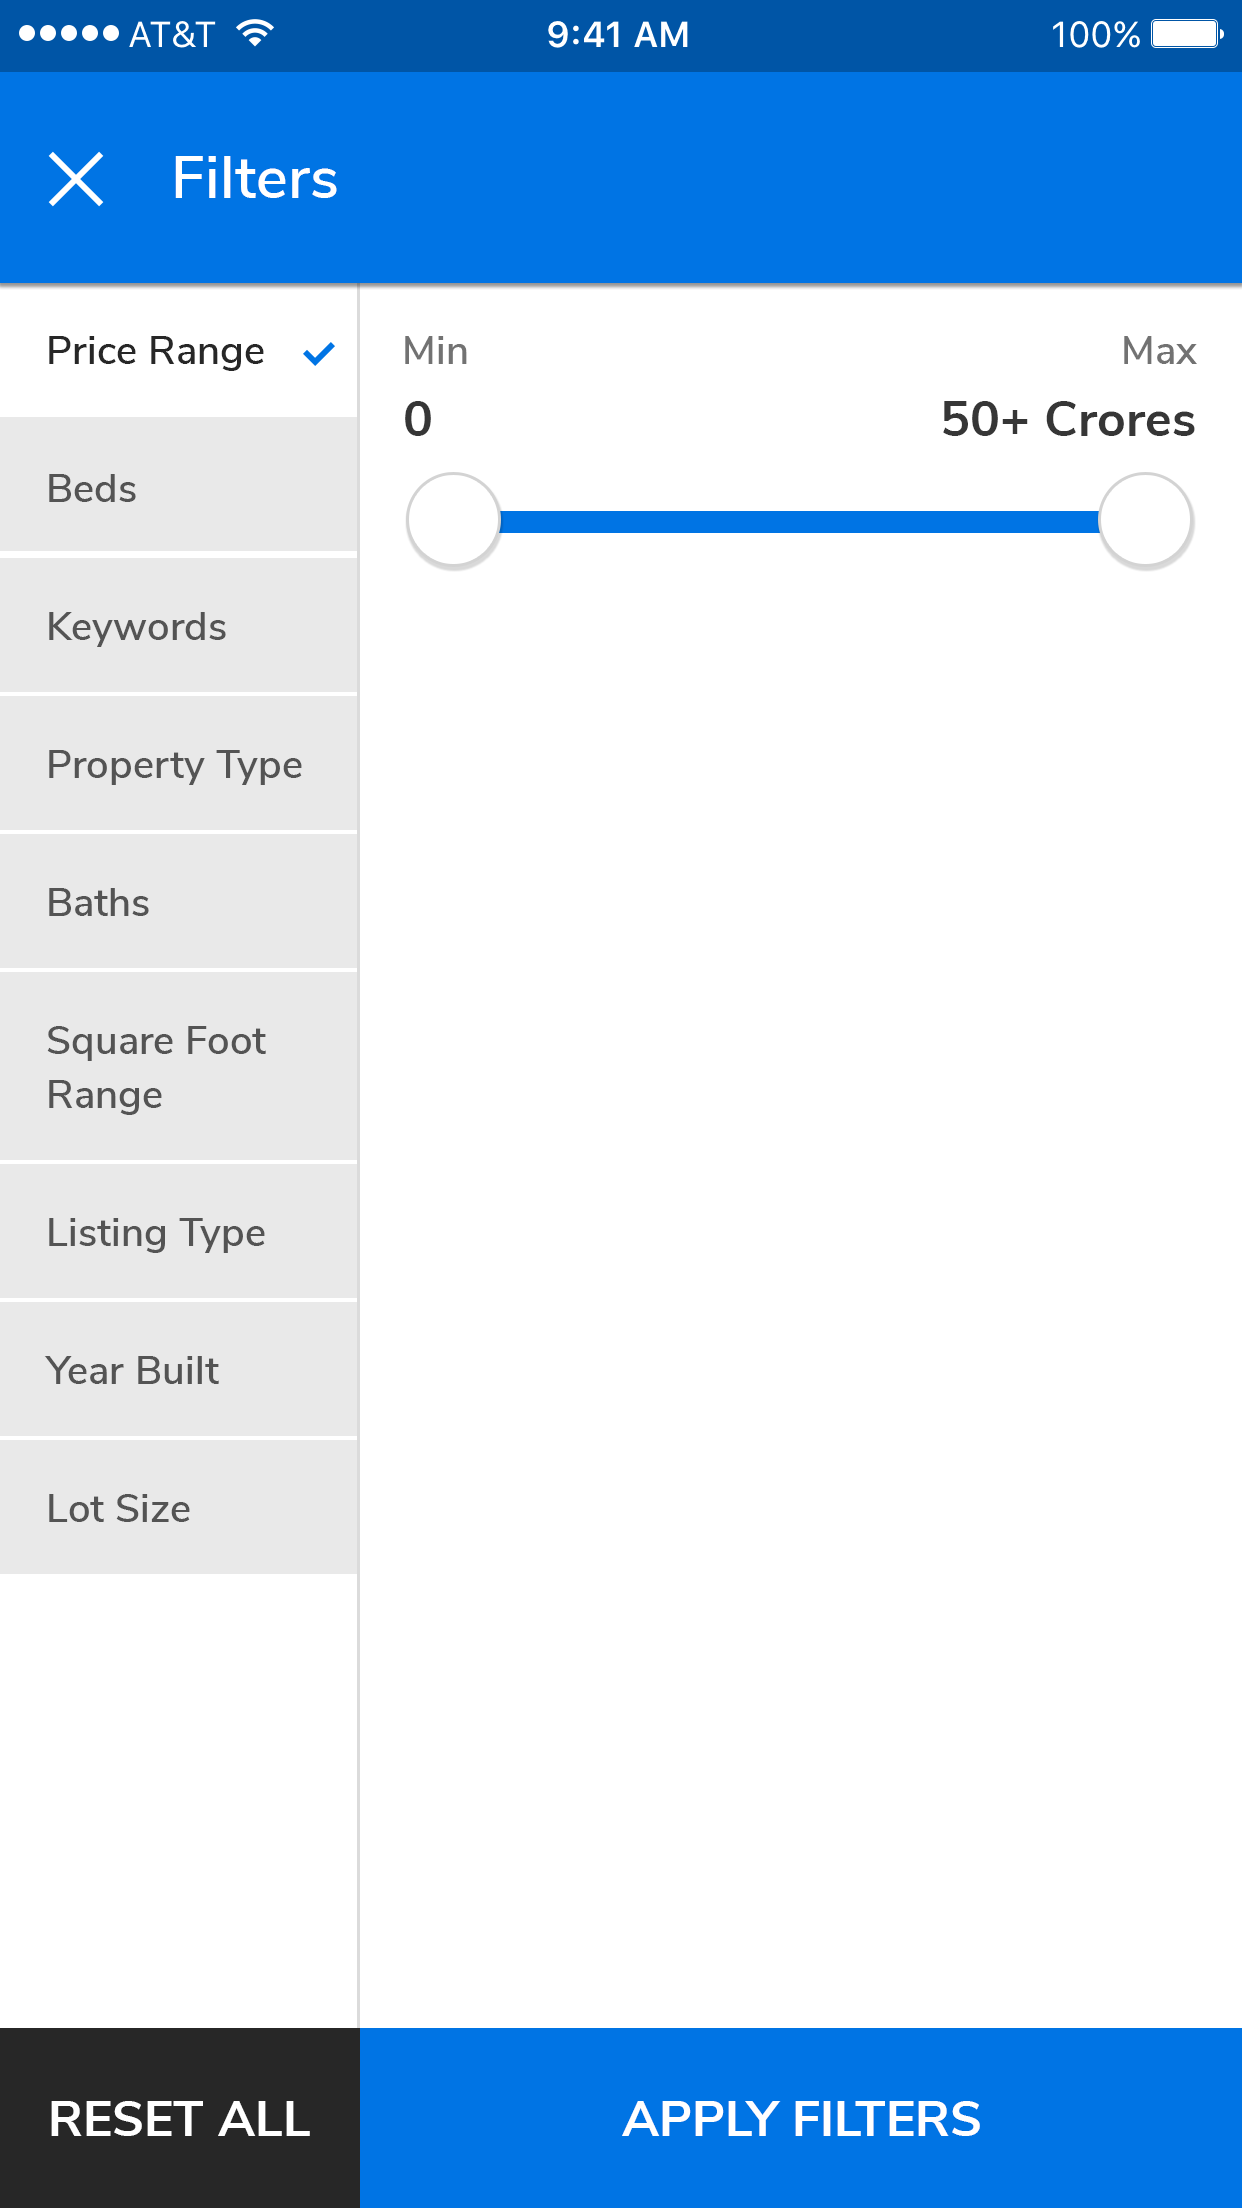 AT&T 9:41 AM 100%
Filters
Price Range
Beds
Keywords
Property Type
Baths
Square Foot
Range
Listing Type
Year Built
Lot Size
Min Max
0 50+ Crores
RESET ALL APPLY FILTERS